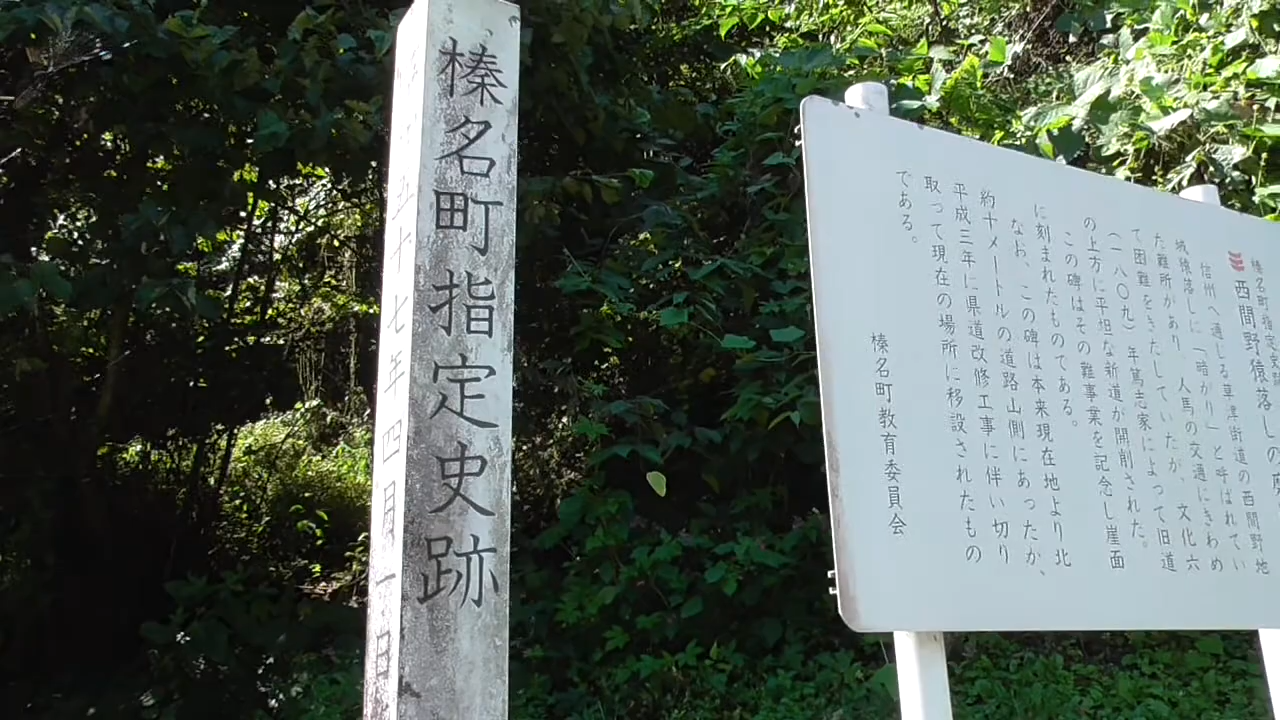 榛名町指定史跡
五十七年四月一日
榛名町指定史跡
西間野猿落しの
信州へ通じる草津街道の西間野地
域猿落しに「暗がり」と呼ばれてい
た難所があり、人馬の交通にきわめ
て困難をきたしていたが、文化六
(一八〇九)年篤志家によって旧道
の上方に平坦な新道が開削された。
この碑はその難事業を記念し崖面
に刻まれたものである。
なお、この碑は本来現在地より北
約十メートルの道路山側にあったが、
平成三年に県道改修工事に伴い切り
取って現在の場所に移設されたもの
である。
榛名町教育委員会